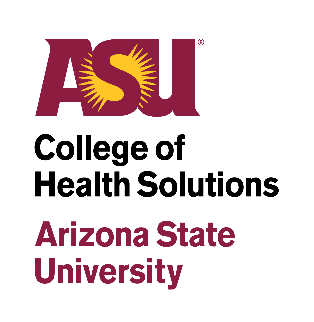 ASU®
College of
Health Solutions
Arizona State
University